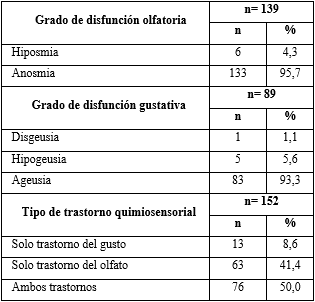 Grado de disfunción olfatoria n= 139
n %
Hiposmia 6 4,3
Anosmia 133 95,7
Grado de disfunción gustativa n= 89
n %
Disgeusia 1 1,1
Hipogeusia 5 5,6
Ageusia 83 93,3
Tipo de trastorno quimiosensorial n= 152
n %
Solo trastorno del gusto 13 8,6
Solo trastorno del olfato 63 41,4
Ambos trastornos 76 50,0